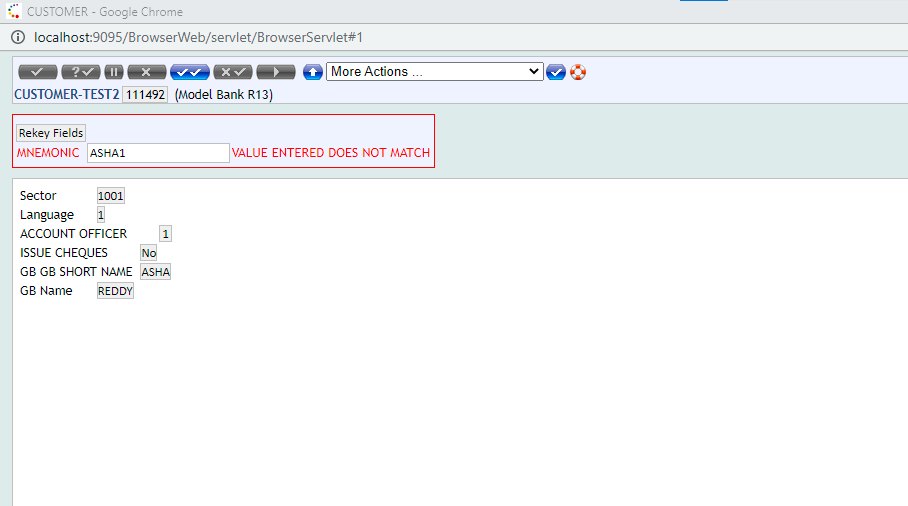 CUSTOMER - Google Chrome
localhost:9095/BrowserWeb/servlet/BrowserServlet#1
More Actions ...
CUSTOMER-TEST2 111492 (Model Bank R13)
Rekey Fields
MNEMONIC ASHA1 VALUE ENTERED DOES NOT MATCH
Sector 1001
Language 1
ACCOUNT OFFICER 1
ISSUE CHEQUES No
GB GB SHORT NAME ASHA
GB Name REDDY